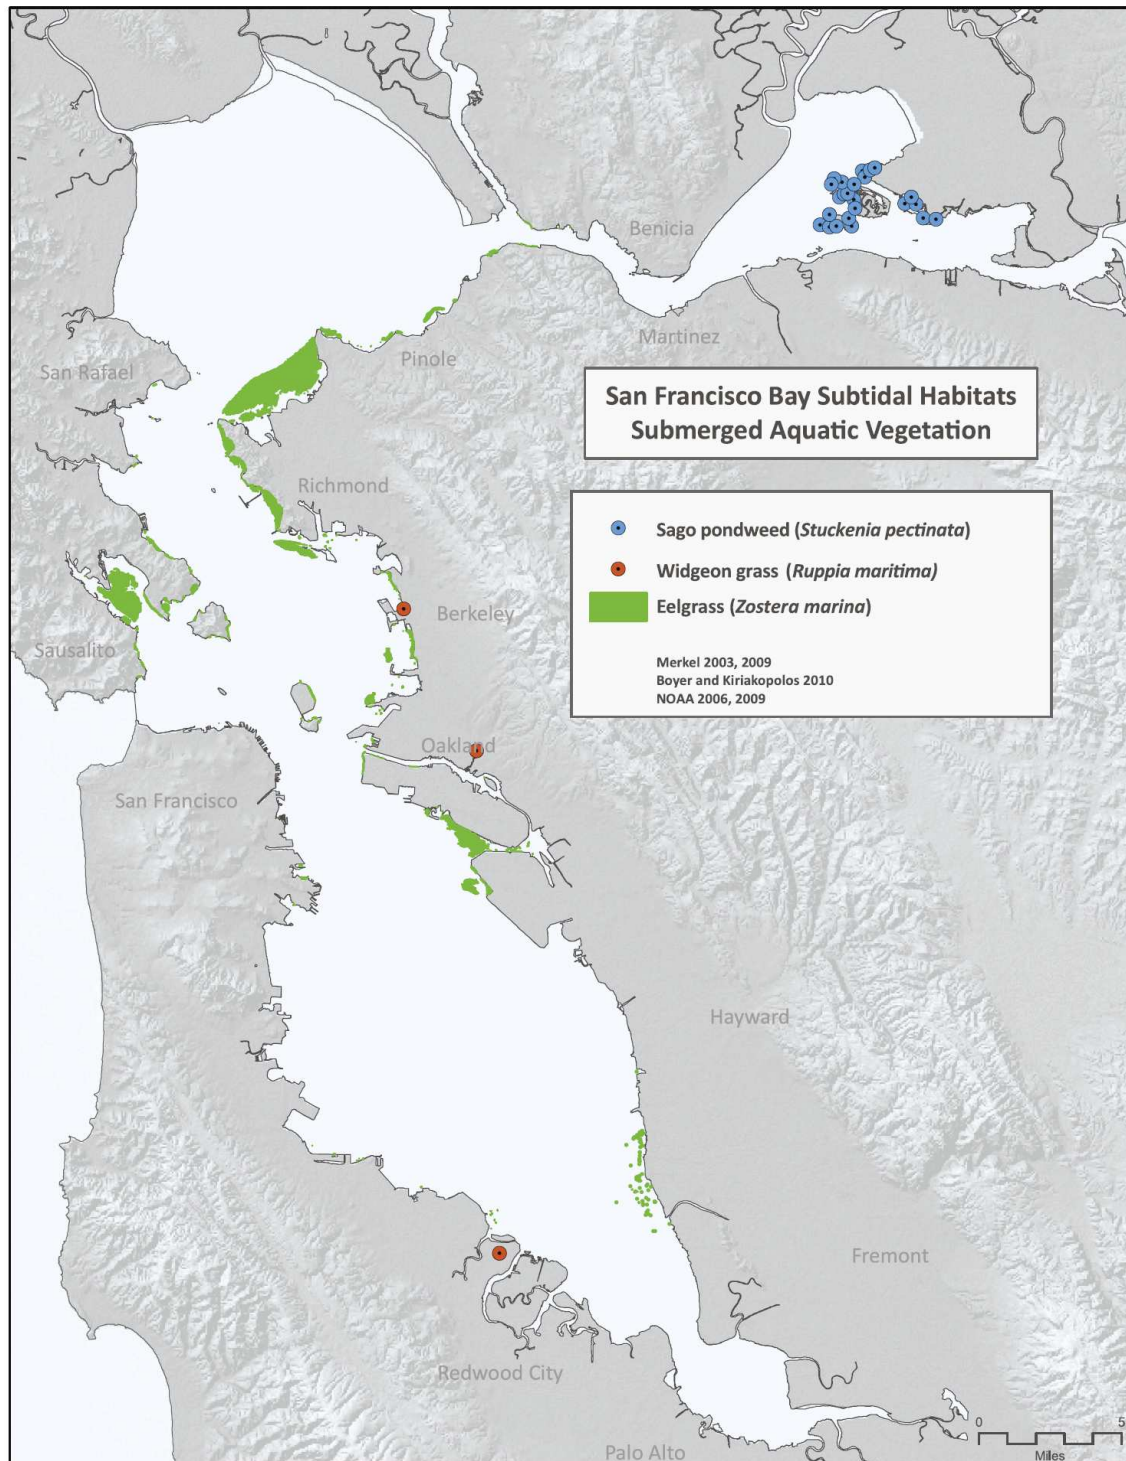 Benicia
Martinez
Pinole
San Rafael
San Francisco Bay Subtidal Habitats
Submerged Aquatic Vegetation
Richmond
Sago pondweed (Stuckenia pectinata)
Widgeon grass (Ruppia maritima)
Eelgrass (Zostera marina)
Merkel 2003, 2009
Boyer and Kiriakopolos 2010
NOAA 2006, 2009
Berkeley
Sausalito
Oakland
San Francisco
Hayward
Fremont
Redwood City
Palo Alto
0 5
Miles